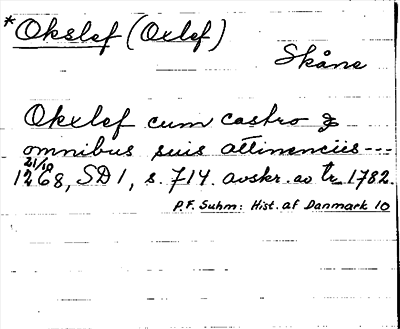 *Okslef (Oxlef)
Skåne
Okxlef cum castro &
omnibus suis attinenciis ---
21/10
1268, SD 1, s. 714. avskr. av tr. 1782.
P.F. Suhm: Hist. af Danmark 10